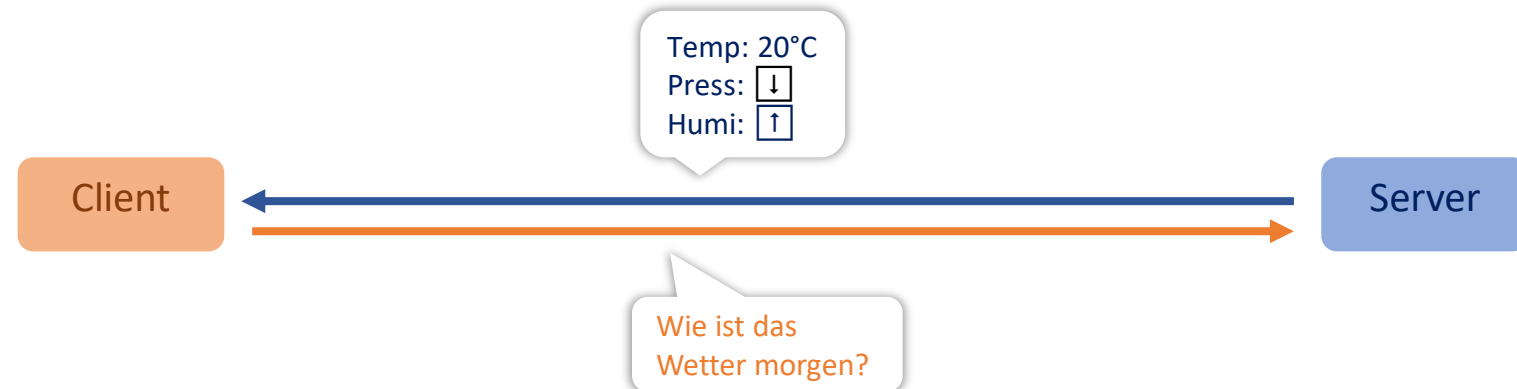 Temp: 20°C
Press: ↓
Humi: ↑
Client
Server
Wie ist das
Wetter morgen?